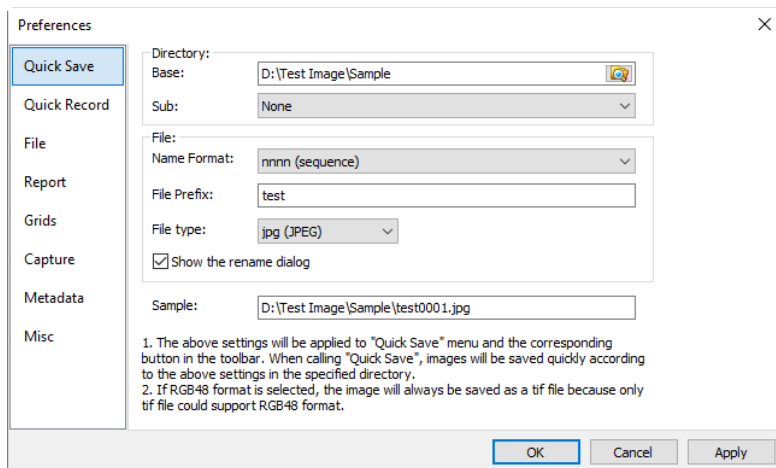 Preferences
Quick Save
Quick Record
File
Report
Grids
Capture
Metadata
Misc
Directory:
Base: D:\Test Image\Sample
Sub: None
File:
Name Format: nnnn (sequence)
File Prefix: test
File type: jpg (JPEG)
Show the rename dialog
Sample: D:\Test Image\Sample\test0001.jpg
1. The above settings will be applied to "Quick Save" menu and the corresponding
button in the toolbar. When calling "Quick Save", images will be saved quickly according
to the above settings in the specified directory.
2. If RGB48 format is selected, the image will always be saved as a tif file because only
tif file could support RGB48 format.
OK Cancel Apply